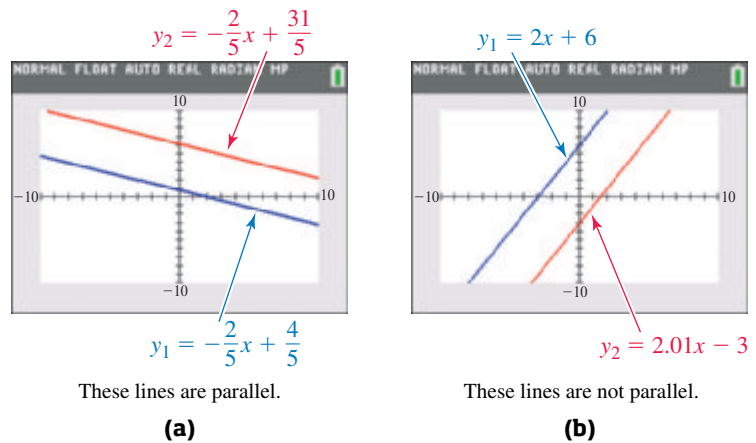 y₂ = −2/5x + 31/5
NORMAL FLOAT AUTO REAL RADIAN MP
10
−10
10
−10
y₁ = −2/5x + 4/5
These lines are parallel.
(a)
y₁ = 2x + 6
NORMAL FLOAT AUTO REAL RADIAN MP
10
−10
10
−10
y₂ = 2.01x − 3
These lines are not parallel.
(b)